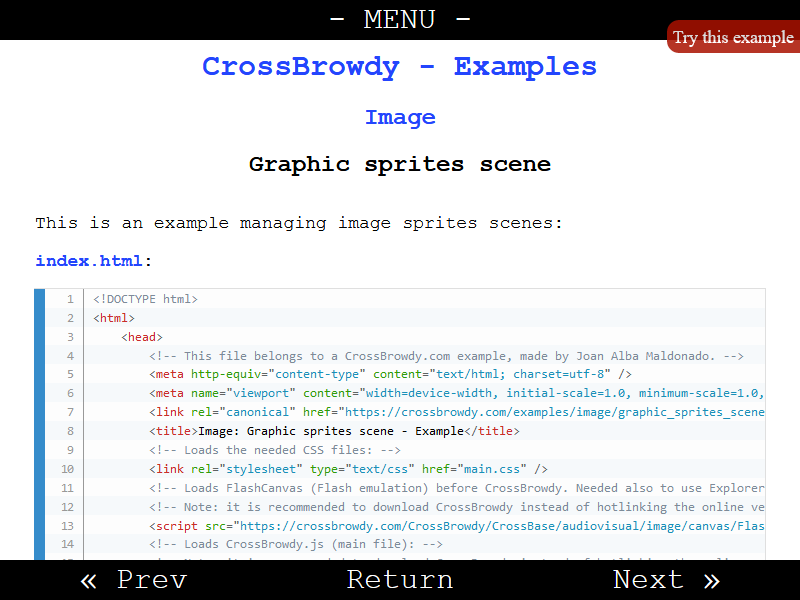 - MENU -
Try this example
CrossBrowdy - Examples
Image
Graphic sprites scene
This is an example managing image sprites scenes:
index.html:
1 <!DOCTYPE html>
2 <html>
3 <head>
4 <!-- This file belongs to a CrossBrowdy.com example, made by Joan Alba Maldonado. -->
5 <meta http-equiv="content-type" content="text/html; charset=utf-8" />
6 <meta name="viewport" content="width=device-width, initial-scale=1.0, minimum-scale=1.0,
7 <link rel="canonical" href="https://crossbrowdy.com/examples/image/graphic_sprites_scene
8 <title>Image: Graphic sprites scene - Example</title>
9 <!-- Loads the needed CSS files: -->
10 <link rel="stylesheet" type="text/css" href="main.css" />
11 <!-- Loads FlashCanvas (Flash emulation) before CrossBrowdy. Needed also to use Explorer
12 <!-- Note: it is recommended to download CrossBrowdy instead of hotlinking the online ve
13 <script src="https://crossbrowdy.com/CrossBrowdy/CrossBase/audiovisual/image/canvas/Flas
14 <!-- Loads CrossBrowdy.js (main file): -->
« Prev
Return
Next »